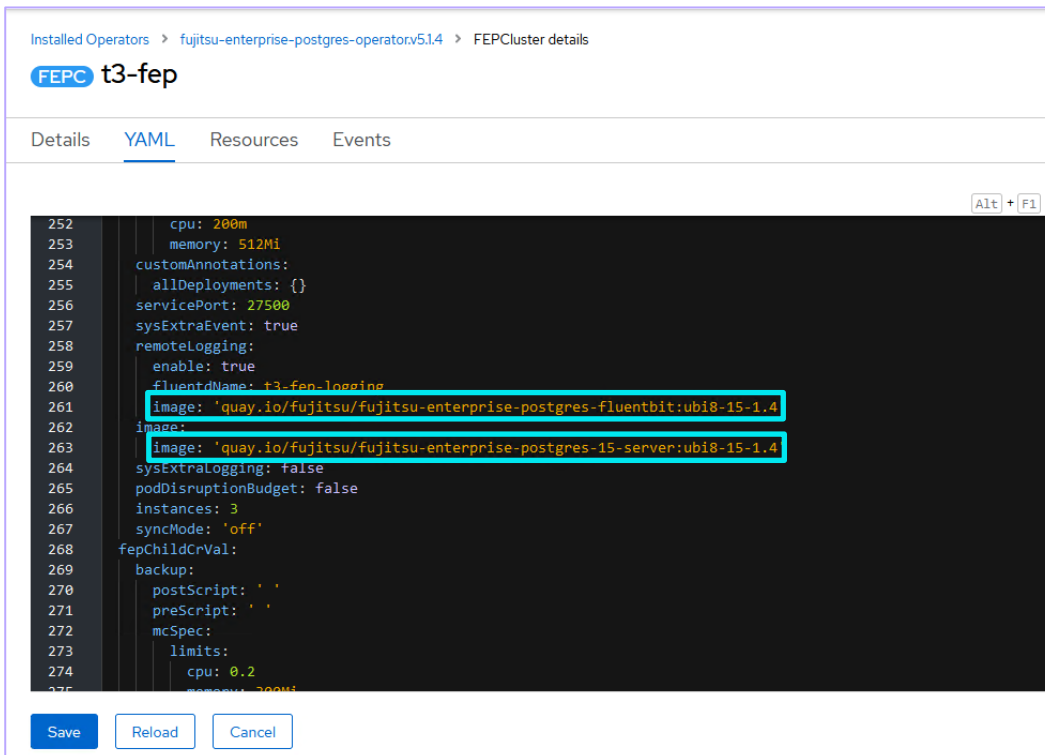 Installed Operators > fujitsu-enterprise-postgres-operator.v5.1.4 > FEPCluster details
FEPC t3-fep
Details YAML Resources Events
Alt + F1
252 cpu: 200m
253 memory: 512Mi
254 customAnnotations:
255 allDeployments: {}
256 servicePort: 27500
257 sysExtraEvent: true
258 remoteLogging:
259 enable: true
260 fluentdName: t3-fep-logging
261 image: 'quay.io/fujitsu/fujitsu-enterprise-postgres-fluentbit:ubi8-15-1.4
262 image:
263 image: 'quay.io/fujitsu/fujitsu-enterprise-postgres-15-server:ubi8-15-1.4'
264 sysExtraLogging: false
265 podDisruptionBudget: false
266 instances: 3
267 syncMode: 'off'
268 fepChildCrVal:
269 backup:
270 postScript: ' '
271 preScript: ' '
272 mcSpec:
273 limits:
274 cpu: 0.2
275 memory: 300Mi
Save Reload Cancel